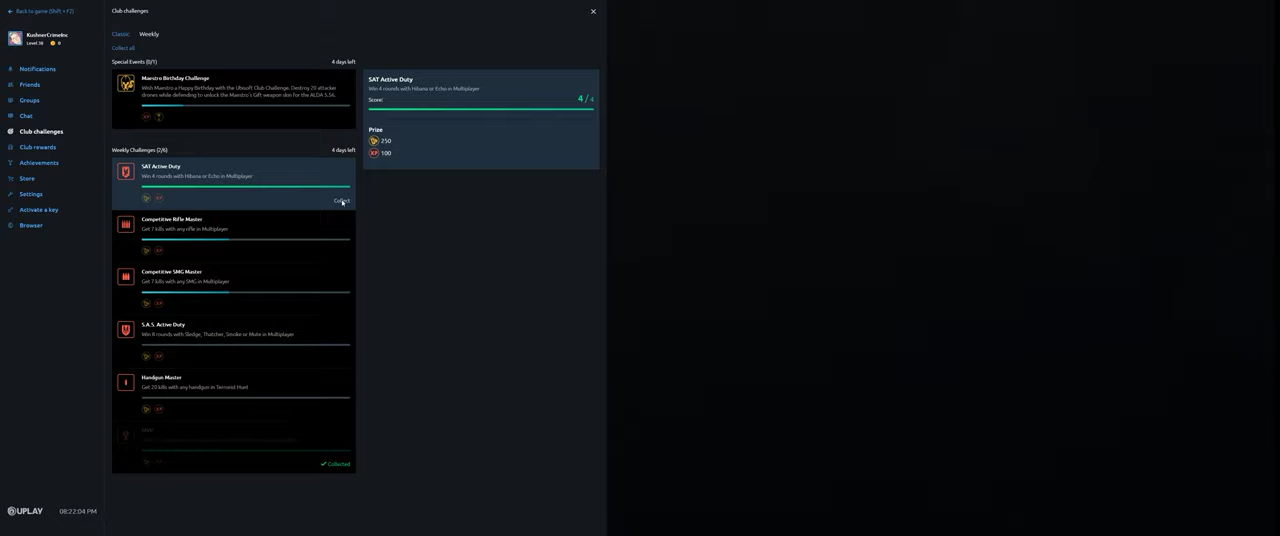 Back to game (Shift + F2)
KushnerCrimeInc
Level 38
0
Notifications
Friends
Groups
Chat
Club challenges
Club rewards
Achievements
Store
Settings
Activate a key
Browser
UPLAY
08:22:04 PM
Club challenges
Classic Weekly
Collect all
Special Events (0/1) 4 days left
Maestro Birthday Challenge
Wish Maestro a Happy Birthday with the Ubisoft Club Challenge. Destroy 20 attacker
drones while defending to unlock the Maestro's Gift weapon skin for the ALDA 5.56.
XP
Weekly Challenges (2/6) 4 days left
SAT Active Duty
Win 4 rounds with Hibana or Echo in Multiplayer
XP
Collect
Competitive Rifle Master
Get 7 kills with any rifle in Multiplayer
XP
Competitive SMG Master
Get 7 kills with any SMG in Multiplayer
XP
S.A.S. Active Duty
Win 8 rounds with Sledge, Thatcher, Smoke or Mute in Multiplayer
XP
Handgun Master
Get 20 kills with any handgun in Terrorist Hunt
XP
Collected
SAT Active Duty
Win 4 rounds with Hibana or Echo in Multiplayer
Score: 4 / 4
Prize
250
XP 100